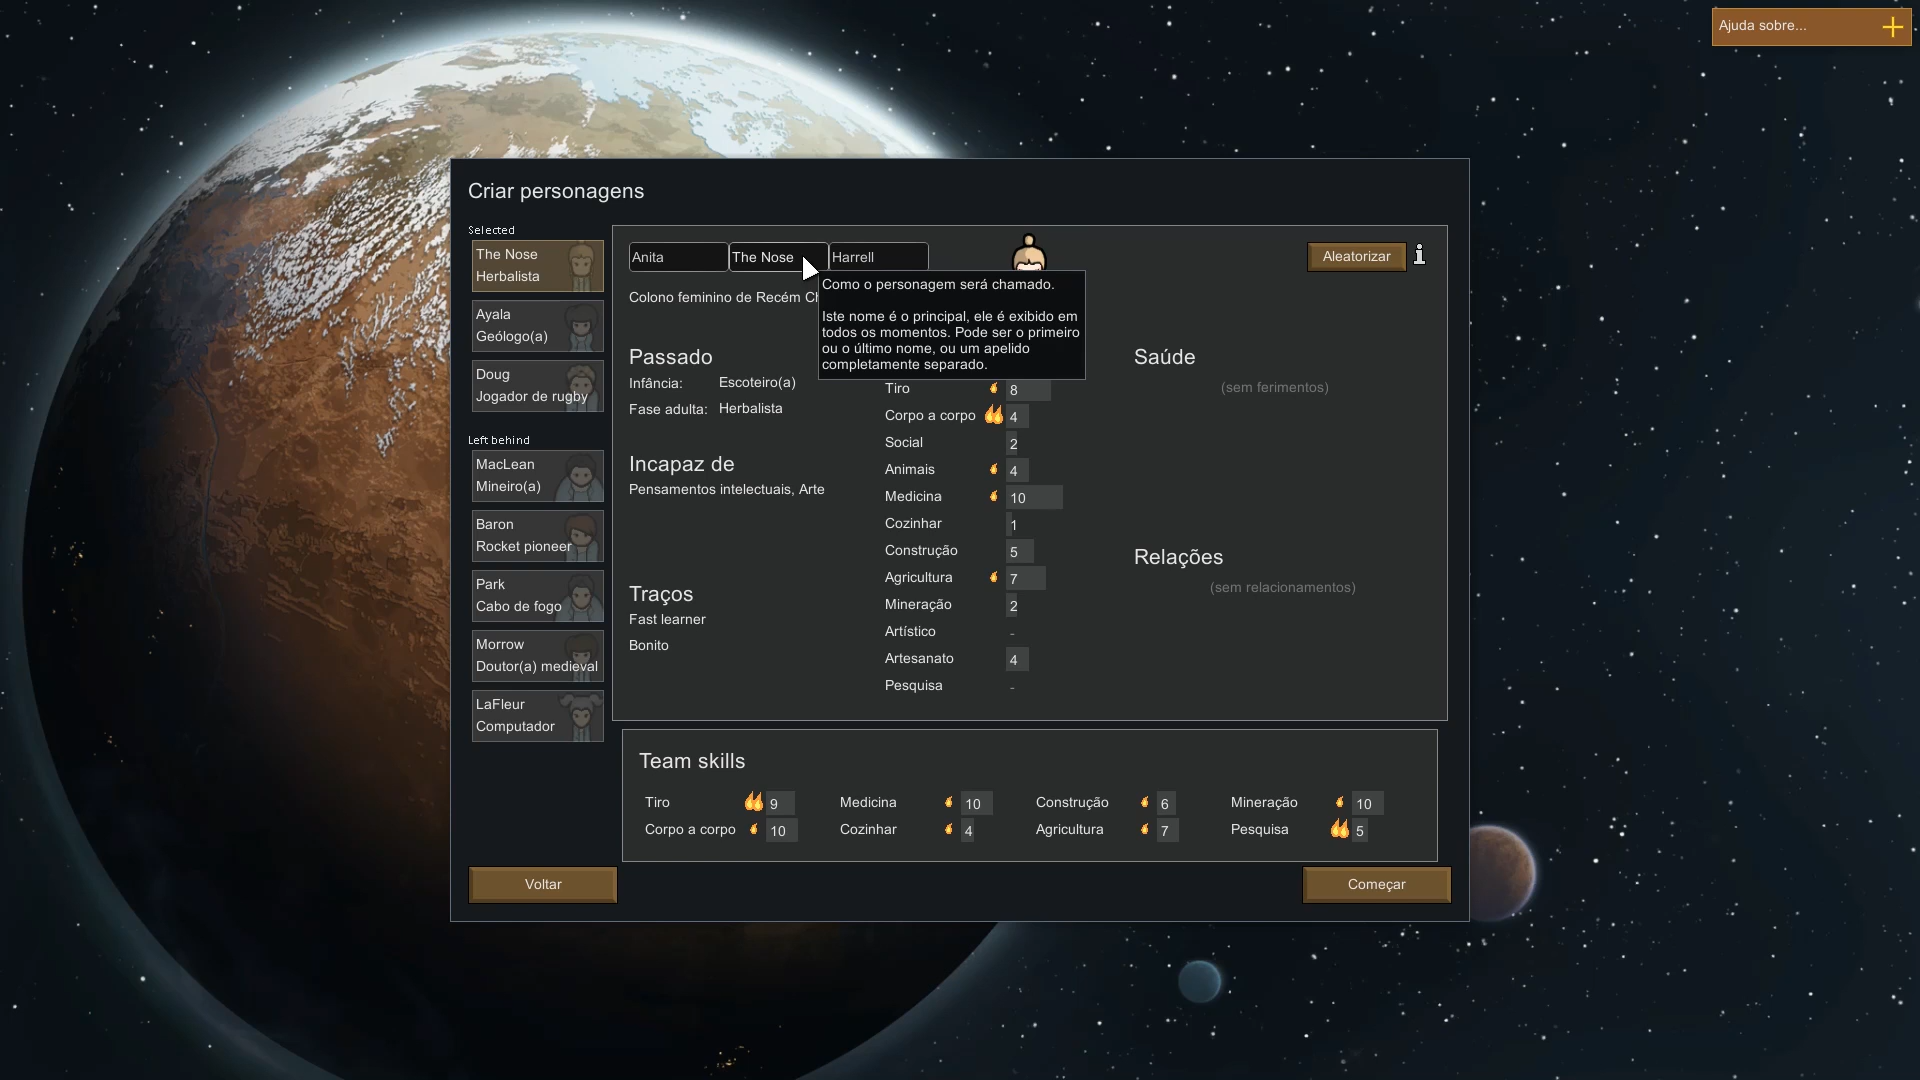 Ajuda sobre...
Criar personagens
Selected
The Nose
Herbalista
Ayala
Geólogo(a)
Doug
Jogador de rugby
Left behind
MacLean
Mineiro(a)
Baron
Rocket pioneer
Park
Cabo de fogo
Morrow
Doutor(a) medieval
LaFleur
Computador
Anita
The Nose
Harrell
Aleatorizar
Colono feminino de Recém
Como o personagem será chamado.
Iste nome é o principal, ele é exibido em
todos os momentos. Pode ser o primeiro
ou o último nome, ou um apelido
completamente separado.
Passado
Infância: Escoteiro(a)
Fase adulta: Herbalista
Incapaz de
Pensamentos intelectuais, Arte
Traços
Fast learner
Bonito
Tiro 8
Corpo a corpo 4
Social 2
Animais 4
Medicina 10
Cozinhar 1
Construção 5
Agricultura 7
Mineração 2
Artístico -
Artesanato 4
Pesquisa -
Saúde
(sem ferimentos)
Relações
(sem relacionamentos)
Team skills
Tiro 9 Medicina 10 Construção 6 Mineração 10
Corpo a corpo 10 Cozinhar 4 Agricultura 7 Pesquisa 5
Voltar
Começar